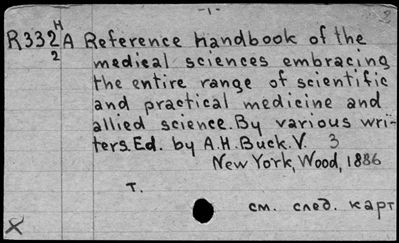 -1-
R332 H/2 A Reference handbook of the
medical sciences embracing
the entire range of scientific
and practical medicine and
allied science. By various wri-
ters. Ed. by A.H. Buck. V. 3
New York, Wood, 1886
т.
см. след. карт
X